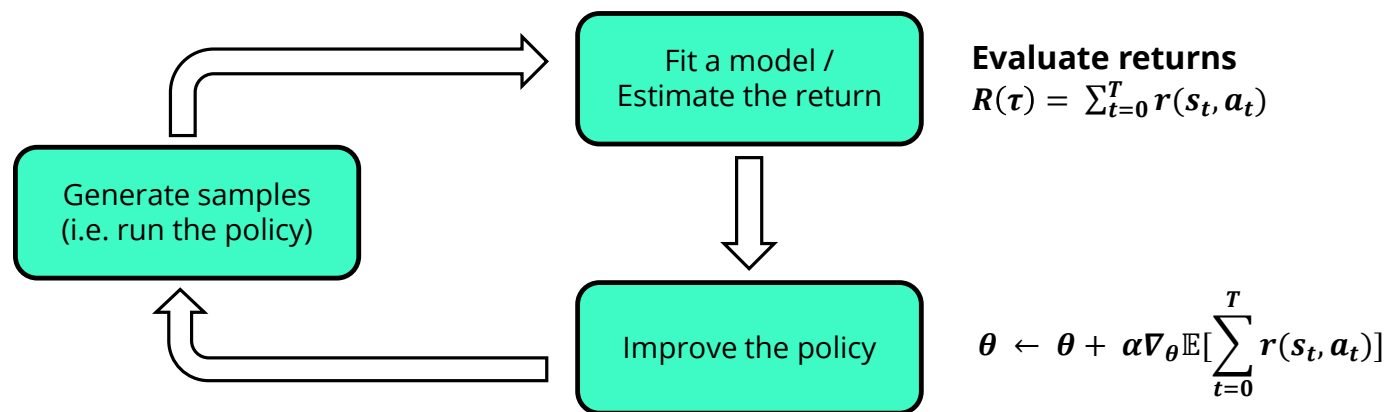 Fit a model /
Estimate the return
Evaluate returns
R(τ) = ∑_{t=0}^{T} r(s_t, a_t)
Generate samples
(i.e. run the policy)
Improve the policy
θ ← θ + α∇_θ𝔼[∑_{t=0}^{T} r(s_t, a_t)]